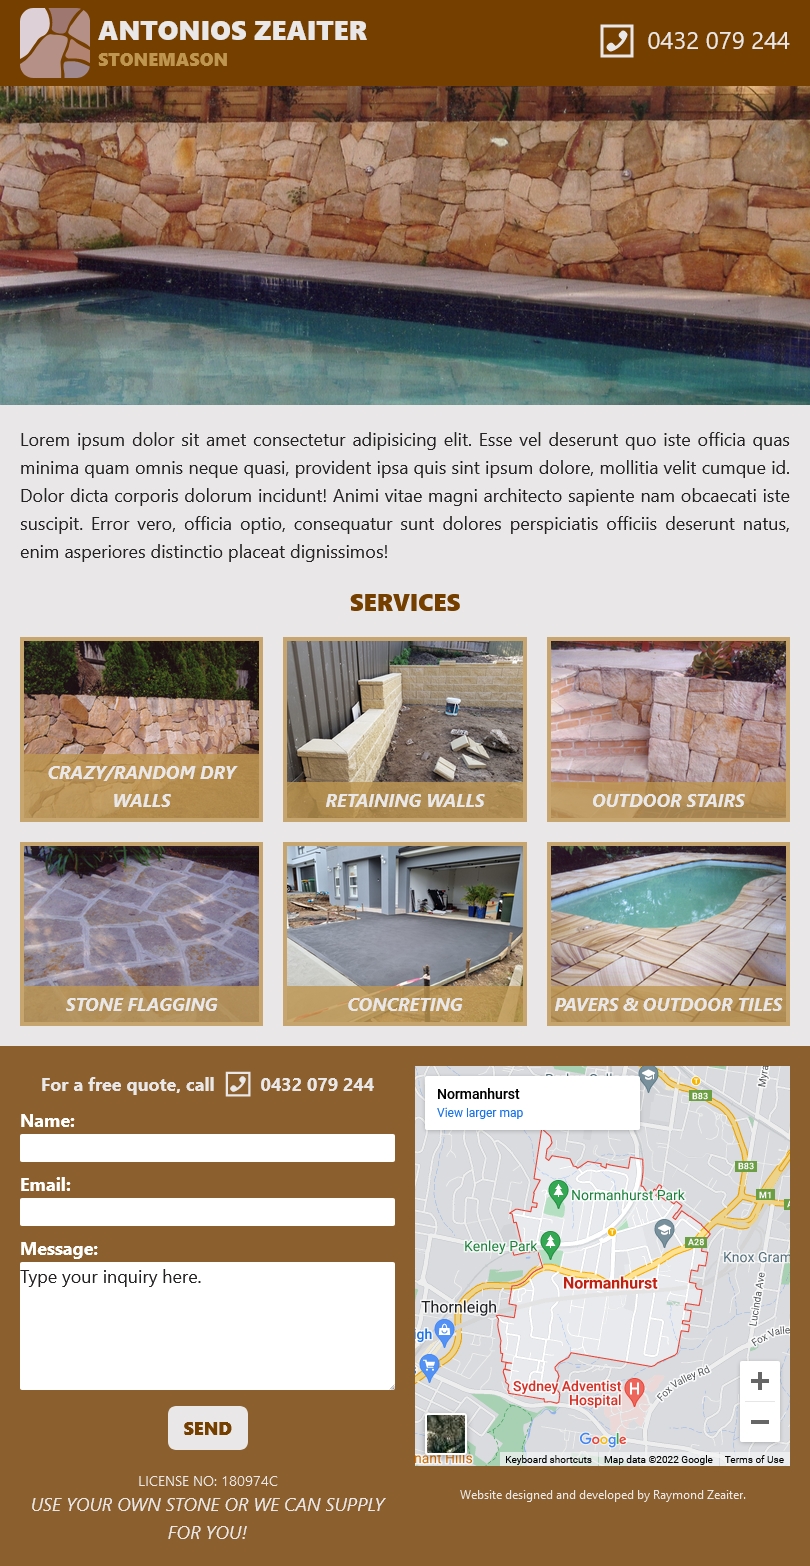 ANTONIOS ZEAITER
STONEMASON
0432 079 244
Lorem ipsum dolor sit amet consectetur adipisicing elit. Esse vel deserunt quo iste officia quas
minima quam omnis neque quasi, provident ipsa quis sint ipsum dolore, mollitia velit cumque id.
Dolor dicta corporis dolorum incidunt! Animi vitae magni architecto sapiente nam obcaecati iste
suscipit. Error vero, officia optio, consequatur sunt dolores perspiciatis officiis deserunt natus,
enim asperiores distinctio placeat dignissimos!
SERVICES
CRAZY/RANDOM DRY
WALLS
RETAINING WALLS
OUTDOOR STAIRS
STONE FLAGGING
CONCRETING
PAVERS & OUTDOOR TILES
For a free quote, call 0432 079 244
Name:
Email:
Message:
Type your inquiry here.
SEND
LICENSE NO: 180974C
USE YOUR OWN STONE OR WE CAN SUPPLY
FOR YOU!
Normanhurst
View larger map
Myra
B83
B83
M1
Normanhurst Park
Kenley Park
A28
Knox Gram
Normanhurst
Lucinda Ave
Thornleigh
igh
Fox Valle
Fox Valley Rd
Sydney Adventist
Hospital
H
Google
nant Hills
Keyboard shortcuts
Map data ©2022 Google
Terms of Use
Website designed and developed by Raymond Zeaiter.